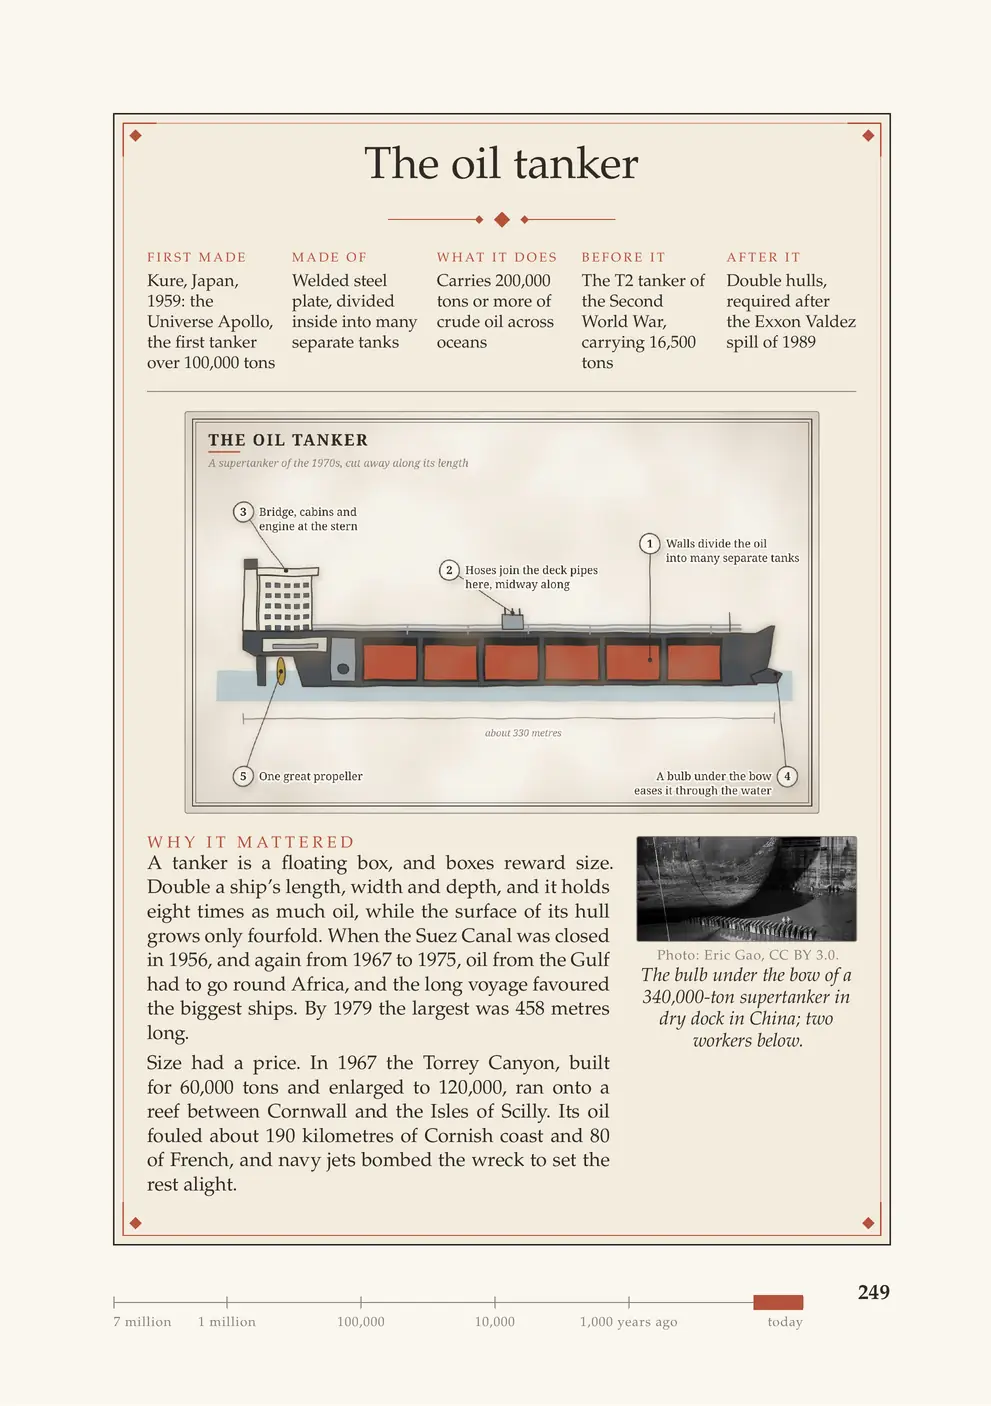 The oil tanker
FIRST MADE
Kure, Japan,
1959: the
Universe Apollo,
the first tanker
over 100,000 tons
MADE OF
Welded steel
plate, divided
inside into many
separate tanks
WHAT IT DOES
Carries 200,000
tons or more of
crude oil across
oceans
BEFORE IT
The T2 tanker of
the Second
World War,
carrying 16,500
tons
AFTER IT
Double hulls,
required after
the Exxon Valdez
spill of 1989
THE OIL TANKER
A supertanker of the 1970s, cut away along its length
3 Bridge, cabins and
engine at the stern
1 Walls divide the oil
into many separate tanks
2 Hoses join the deck pipes
here, midway along
about 330 metres
5 One great propeller
A bulb under the bow 4
eases it through the water
WHY IT MATTERED
A tanker is a floating box, and boxes reward size.
Double a ship's length, width and depth, and it holds
eight times as much oil, while the surface of its hull
grows only fourfold. When the Suez Canal was closed
in 1956, and again from 1967 to 1975, oil from the Gulf
had to go round Africa, and the long voyage favoured
the biggest ships. By 1979 the largest was 458 metres
long.
Size had a price. In 1967 the Torrey Canyon, built
for 60,000 tons and enlarged to 120,000, ran onto a
reef between Cornwall and the Isles of Scilly. Its oil
fouled about 190 kilometres of Cornish coast and 80
of French, and navy jets bombed the wreck to set the
rest alight.
Photo: Eric Gao, CC BY 3.0.
The bulb under the bow of a
340,000-ton supertanker in
dry dock in China; two
workers below.
249
7 million 1 million 100,000 10,000 1,000 years ago today